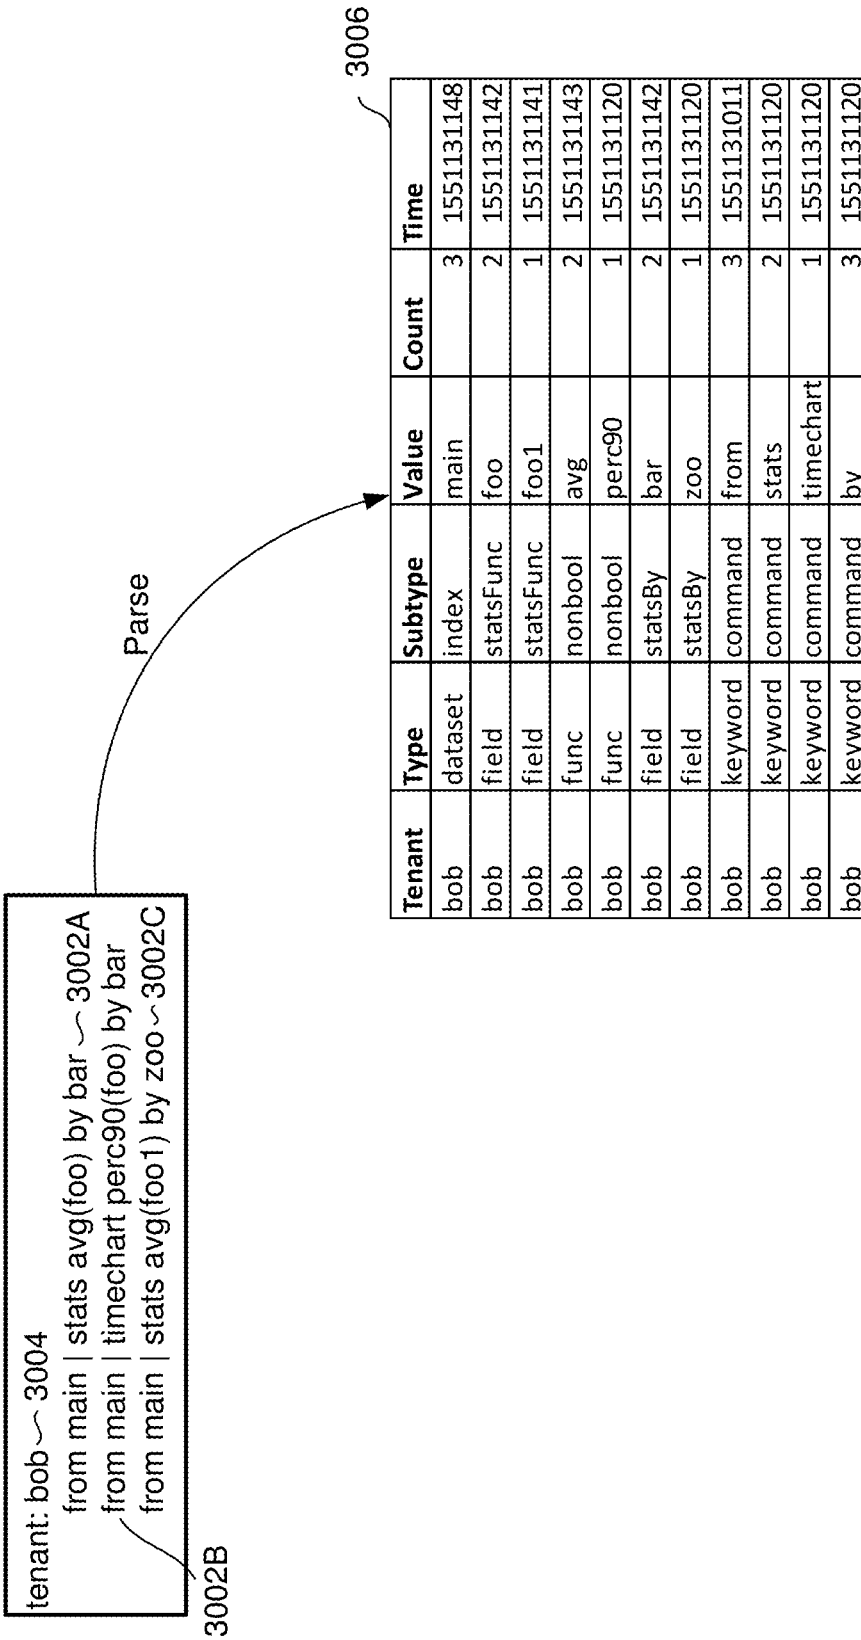 tenant: bob 3004
from main | stats avg(foo) by bar 3002A
from main | timechart perc90(foo) by bar
from main | stats avg(foo1) by zoo 3002C
3002B
Parse
3006
Tenant Type Subtype Value Count Time
bob dataset index main 3 1551131148
bob field statsFunc foo 2 1551131142
bob field statsFunc foo1 1 1551131141
bob func nonbool avg 2 1551131143
bob func nonbool perc90 1 1551131120
bob field statsBy bar 2 1551131142
bob field statsBy zoo 1 1551131120
bob keyword command from 3 1551131011
bob keyword command stats 2 1551131120
bob keyword command timechart 1 1551131120
bob keyword command by 3 1551131120